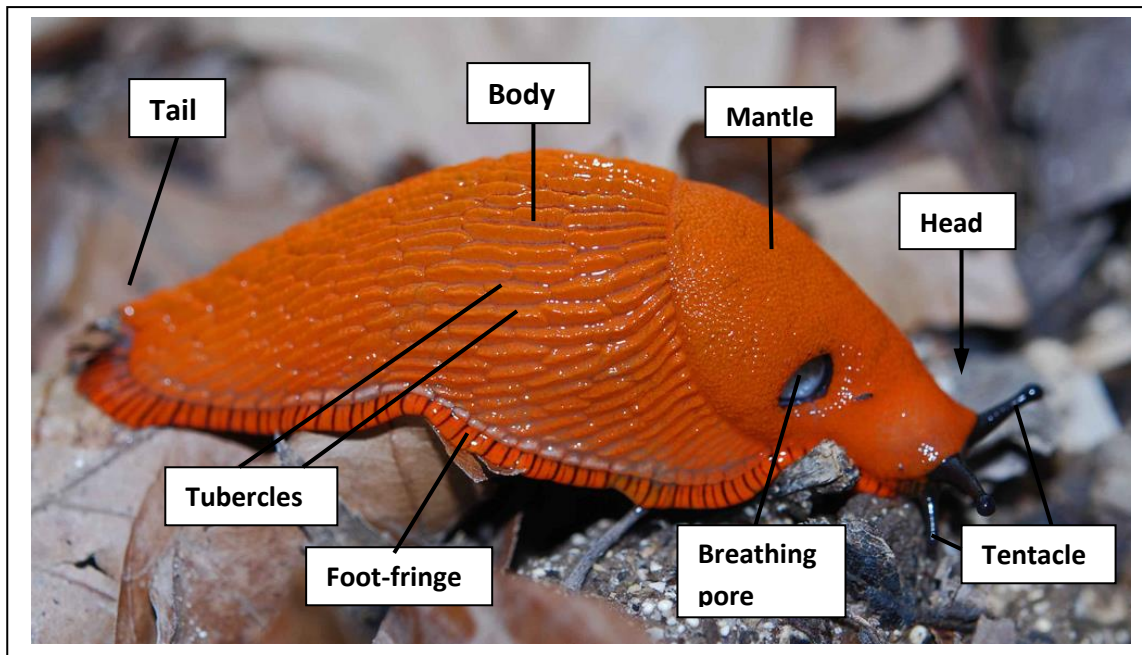 Tail
Body
Mantle
Head
Tubercles
Foot-fringe
Breathing
pore
Tentacle